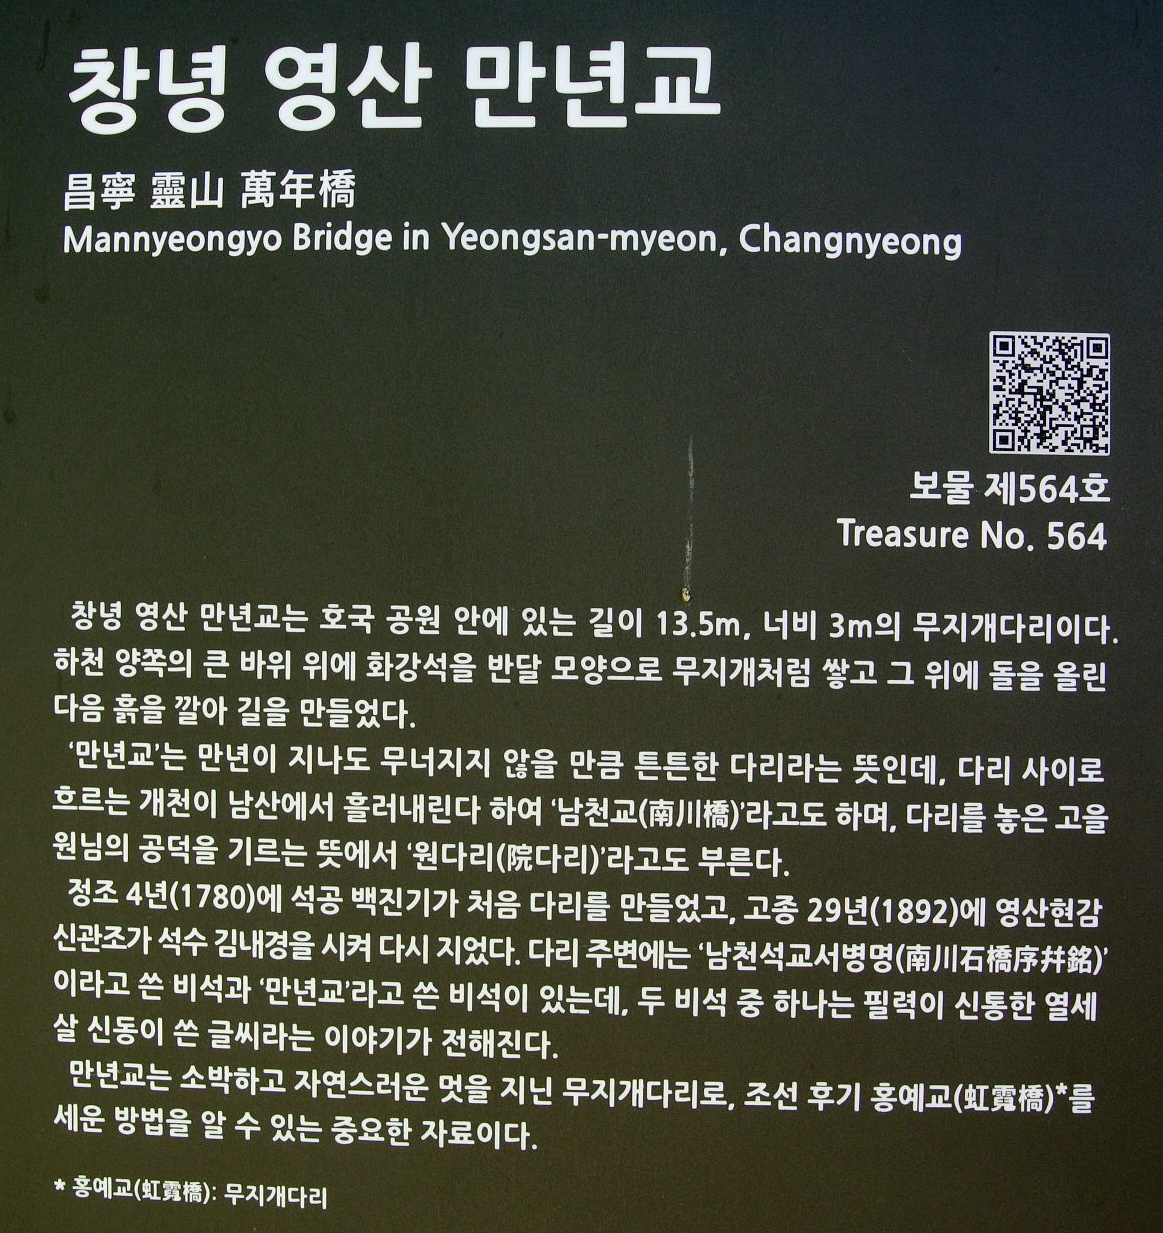 창녕 영산 만년교
昌寧 靈山 萬年橋
Mannyeongyo Bridge in Yeongsan-myeon, Changnyeong
보물 제564호
Treasure No. 564
창녕 영산 만년교는 호국 공원 안에 있는 길이 13.5m, 너비 3m의 무지개다리이다.
하천 양쪽의 큰 바위 위에 화강석을 반달 모양으로 무지개처럼 쌓고 그 위에 돌을 올린
다음 흙을 깔아 길을 만들었다.
‘만년교’는 만년이 지나도 무너지지 않을 만큼 튼튼한 다리라는 뜻인데, 다리 사이로
흐르는 개천이 남산에서 흘러내린다 하여 ‘남천교(南川橋)’라고도 하며, 다리를 놓은 고을
원님의 공덕을 기르는 뜻에서 ‘원다리(院다리)’라고도 부른다.
정조 4년(1780)에 석공 백진기가 처음 다리를 만들었고, 고종 29년(1892)에 영산현감
신관조가 석수 김내경을 시켜 다시 지었다. 다리 주변에는 ‘남천석교서병명(南川石橋序幷銘)’
이라고 쓴 비석과 ‘만년교’라고 쓴 비석이 있는데, 두 비석 중 하나는 필력이 신통한 열세
살 신동이 쓴 글씨라는 이야기가 전해진다.
만년교는 소박하고 자연스러운 멋을 지닌 무지개다리로, 조선 후기 홍예교(虹霓橋)*를
세운 방법을 알 수 있는 중요한 자료이다.
* 홍예교(虹霓橋): 무지개다리